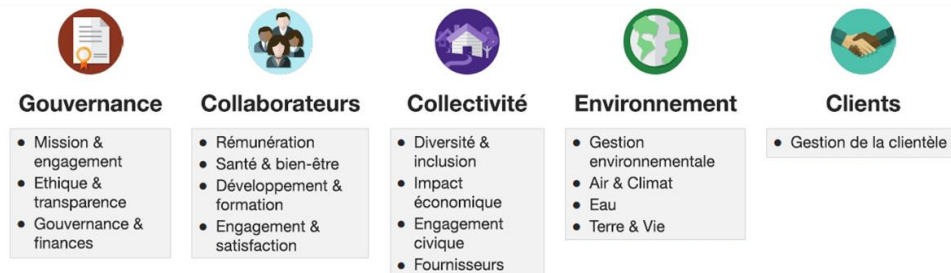 Gouvernance
• Mission &
engagement
• Ethique &
transparence
• Gouvernance &
finances
Collaborateurs
• Rémunération
• Santé & bien-être
• Développement &
formation
• Engagement &
satisfaction
Collectivité
• Diversité &
inclusion
• Impact
économique
• Engagement
civique
• Fournisseurs
Environnement
• Gestion
environnementale
• Air & Climat
• Eau
• Terre & Vie
Clients
• Gestion de la clientèle